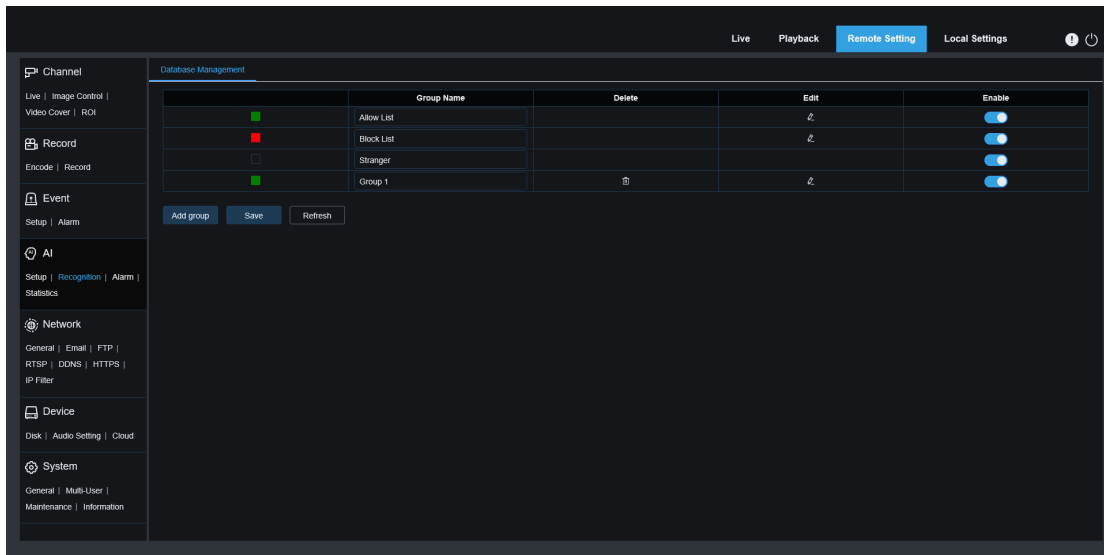 Live Playback Remote Setting Local Settings
Channel
Live | Image Control |
Video Cover | ROI
Record
Encode | Record
Event
Setup | Alarm
AI
Setup | Recognition | Alarm |
Statistics
Network
General | Email | FTP |
RTSP | DDNS | HTTPS |
IP Filter
Device
Disk | Audio Setting | Cloud
System
General | Multi-User |
Maintenance | Information
Database Management
Group Name Delete Edit Enable
Allow List
Block List
Stranger
Group 1
Add group Save Refresh